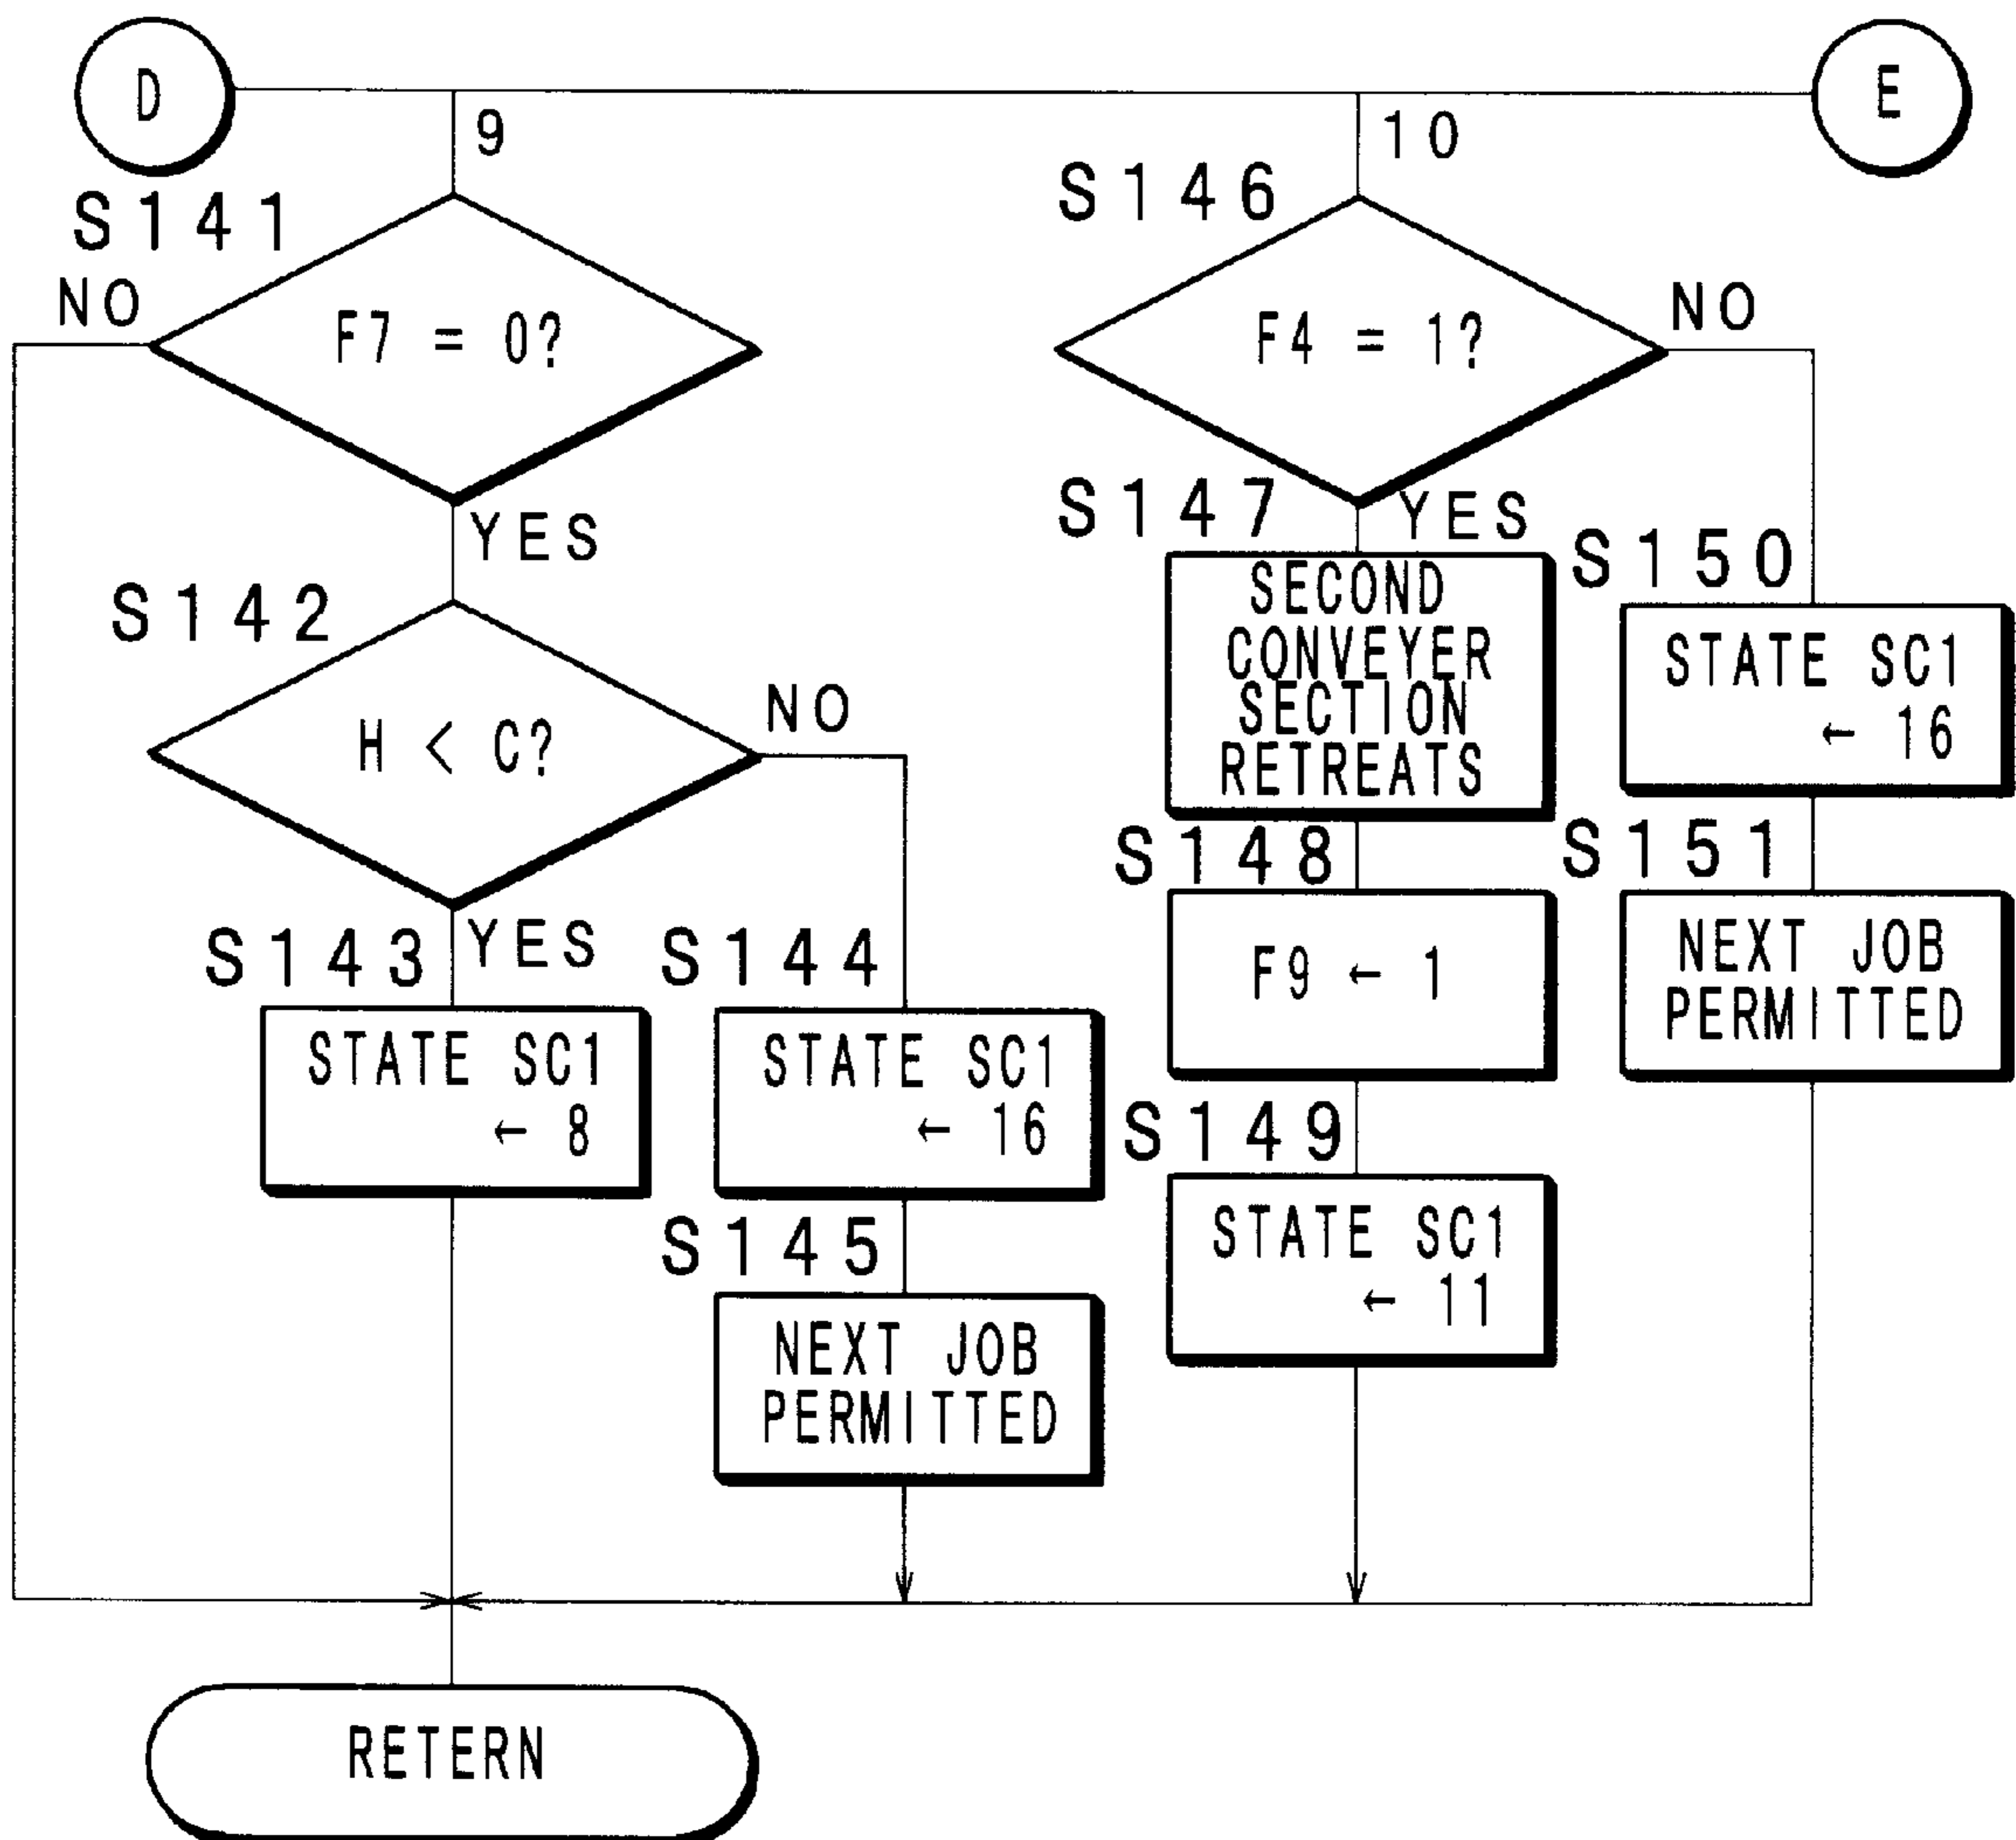 D
E
9
10
S141
NO
F7 = 0?
YES
S142
H < C?
NO
YES
S143
STATE SC1
← 8
S144
STATE SC1
← 16
S145
NEXT JOB
PERMITTED
S146
F4 = 1?
NO
YES
S147
SECOND
CONVEYER
SECTION
RETREATS
S148
F9 ← 1
S149
STATE SC1
← 11
S150
STATE SC1
← 16
S151
NEXT JOB
PERMITTED
RETERN